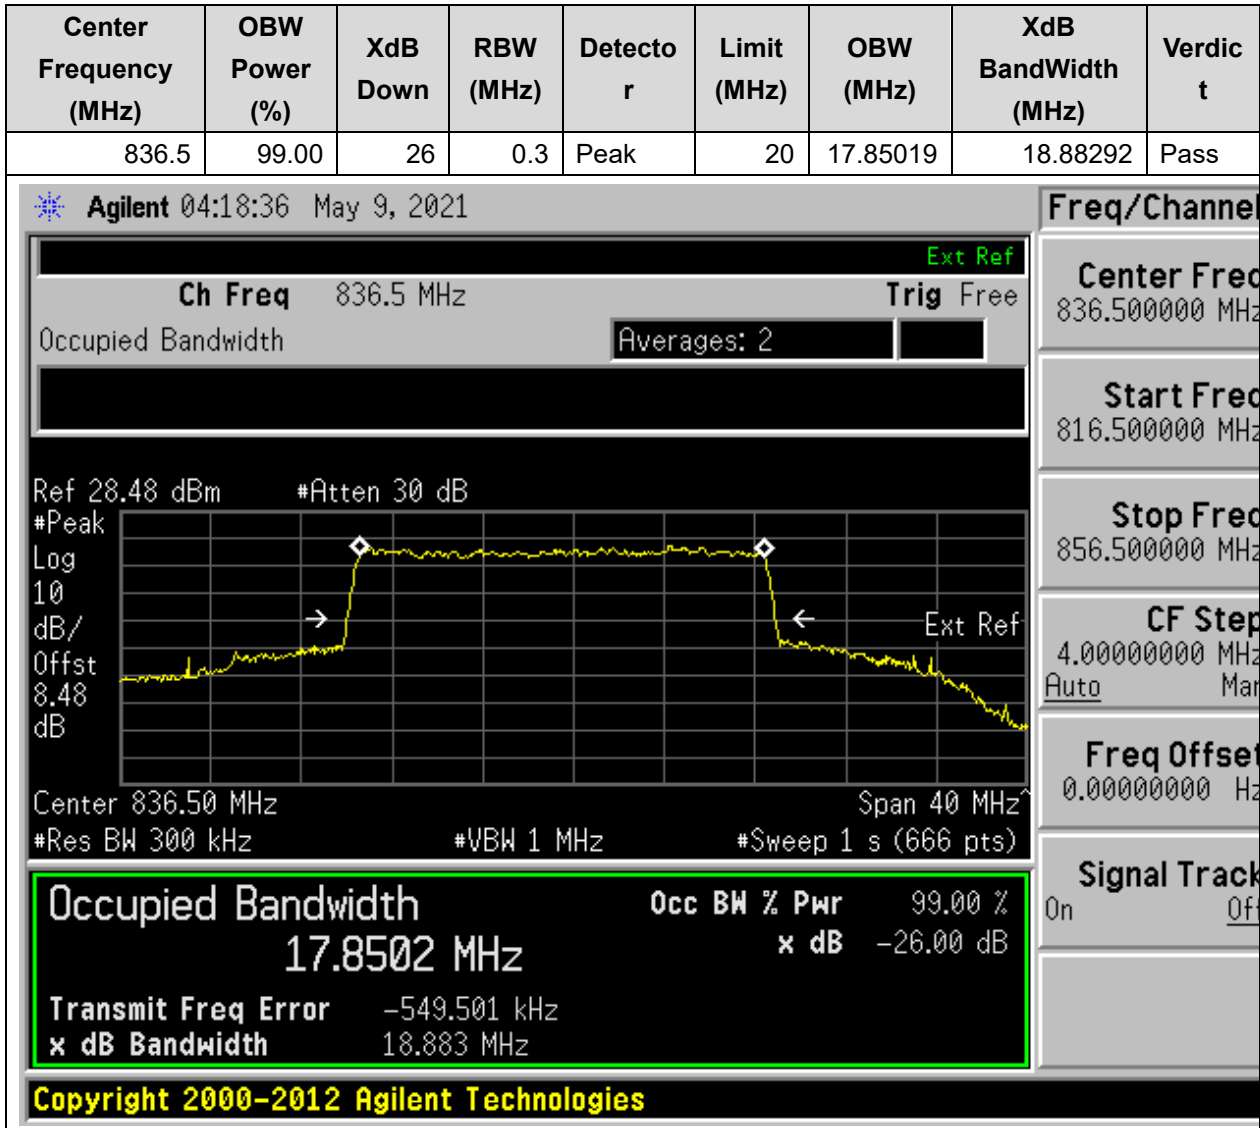 Center Frequency (MHz) OBW Power (%) XdB Down RBW (MHz) Detecto r Limit (MHz) OBW (MHz) XdB BandWidth (MHz) Verdic t
836.5 99.00 26 0.3 Peak 20 17.85019 18.88292 Pass
Agilent 04:18:36 May 9, 2021
Freq/Channel
Ext Ref
Ch Freq 836.5 MHz Trig Free
Occupied Bandwidth Averages: 2
Center Freq
836.500000 MHz
Start Freq
816.500000 MHz
Stop Freq
856.500000 MHz
CF Step
4.00000000 MHz
Auto Man
Freq Offset
0.00000000 Hz
Signal Track
On Off
Ref 28.48 dBm #Atten 30 dB
#Peak
Log
10
dB/
Offst
8.48
dB
Ext Ref
Center 836.50 MHz Span 40 MHz^
#Res BW 300 kHz #VBW 1 MHz #Sweep 1 s (666 pts)
Occupied Bandwidth Occ BW % Pwr 99.00 %
17.8502 MHz x dB -26.00 dB
Transmit Freq Error -549.501 kHz
x dB Bandwidth 18.883 MHz
Copyright 2000-2012 Agilent Technologies